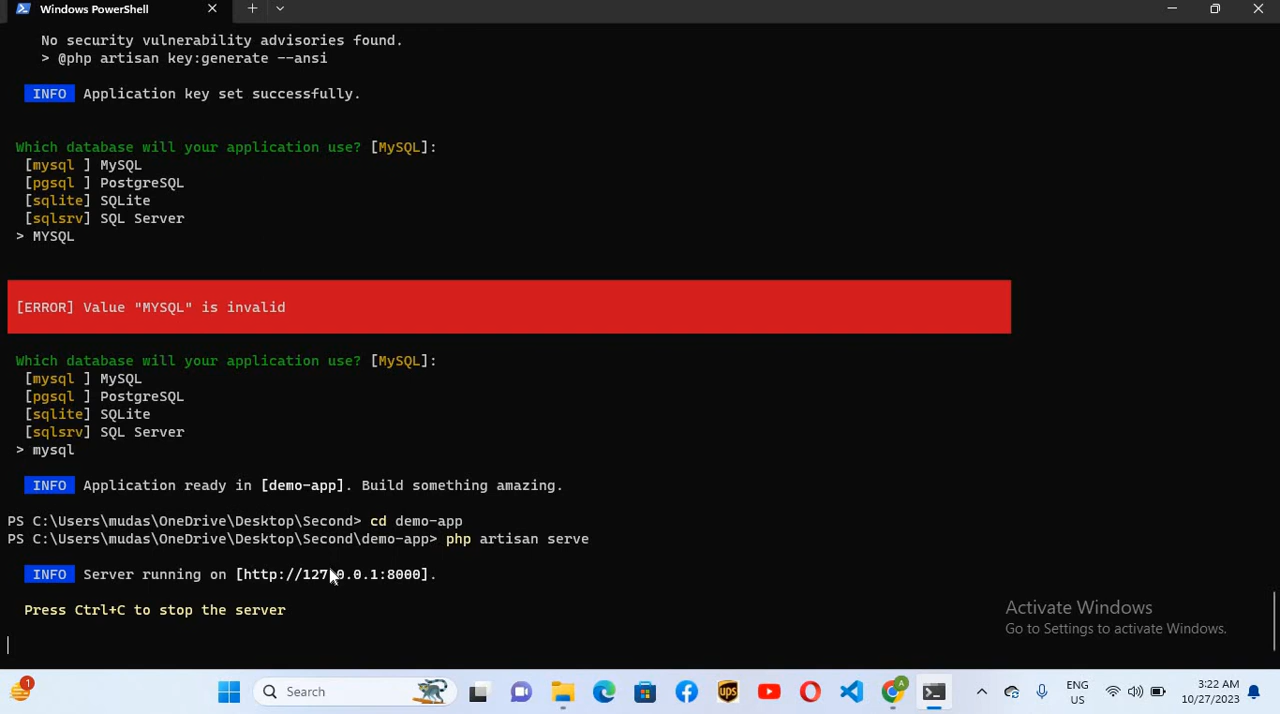 Windows PowerShell
No security vulnerability advisories found.
> @php artisan key:generate --ansi
INFO Application key set successfully.
Which database will your application use? [MySQL]:
[mysql ] MySQL
[pgsql ] PostgreSQL
[sqlite] SQLite
[sqlsrv] SQL Server
> MYSQL
[ERROR] Value "MYSQL" is invalid
Which database will your application use? [MySQL]:
[mysql ] MySQL
[pgsql ] PostgreSQL
[sqlite] SQLite
[sqlsrv] SQL Server
> mysql
INFO Application ready in [demo-app]. Build something amazing.
PS C:\Users\mudas\OneDrive\Desktop\Second> cd demo-app
PS C:\Users\mudas\OneDrive\Desktop\Second\demo-app> php artisan serve
INFO Server running on [http://127.0.0.1:8000].
Press Ctrl+C to stop the server
Activate Windows
Go to Settings to activate Windows.
1
Search
ups
A
ENG
US
3:22 AM
10/27/2023